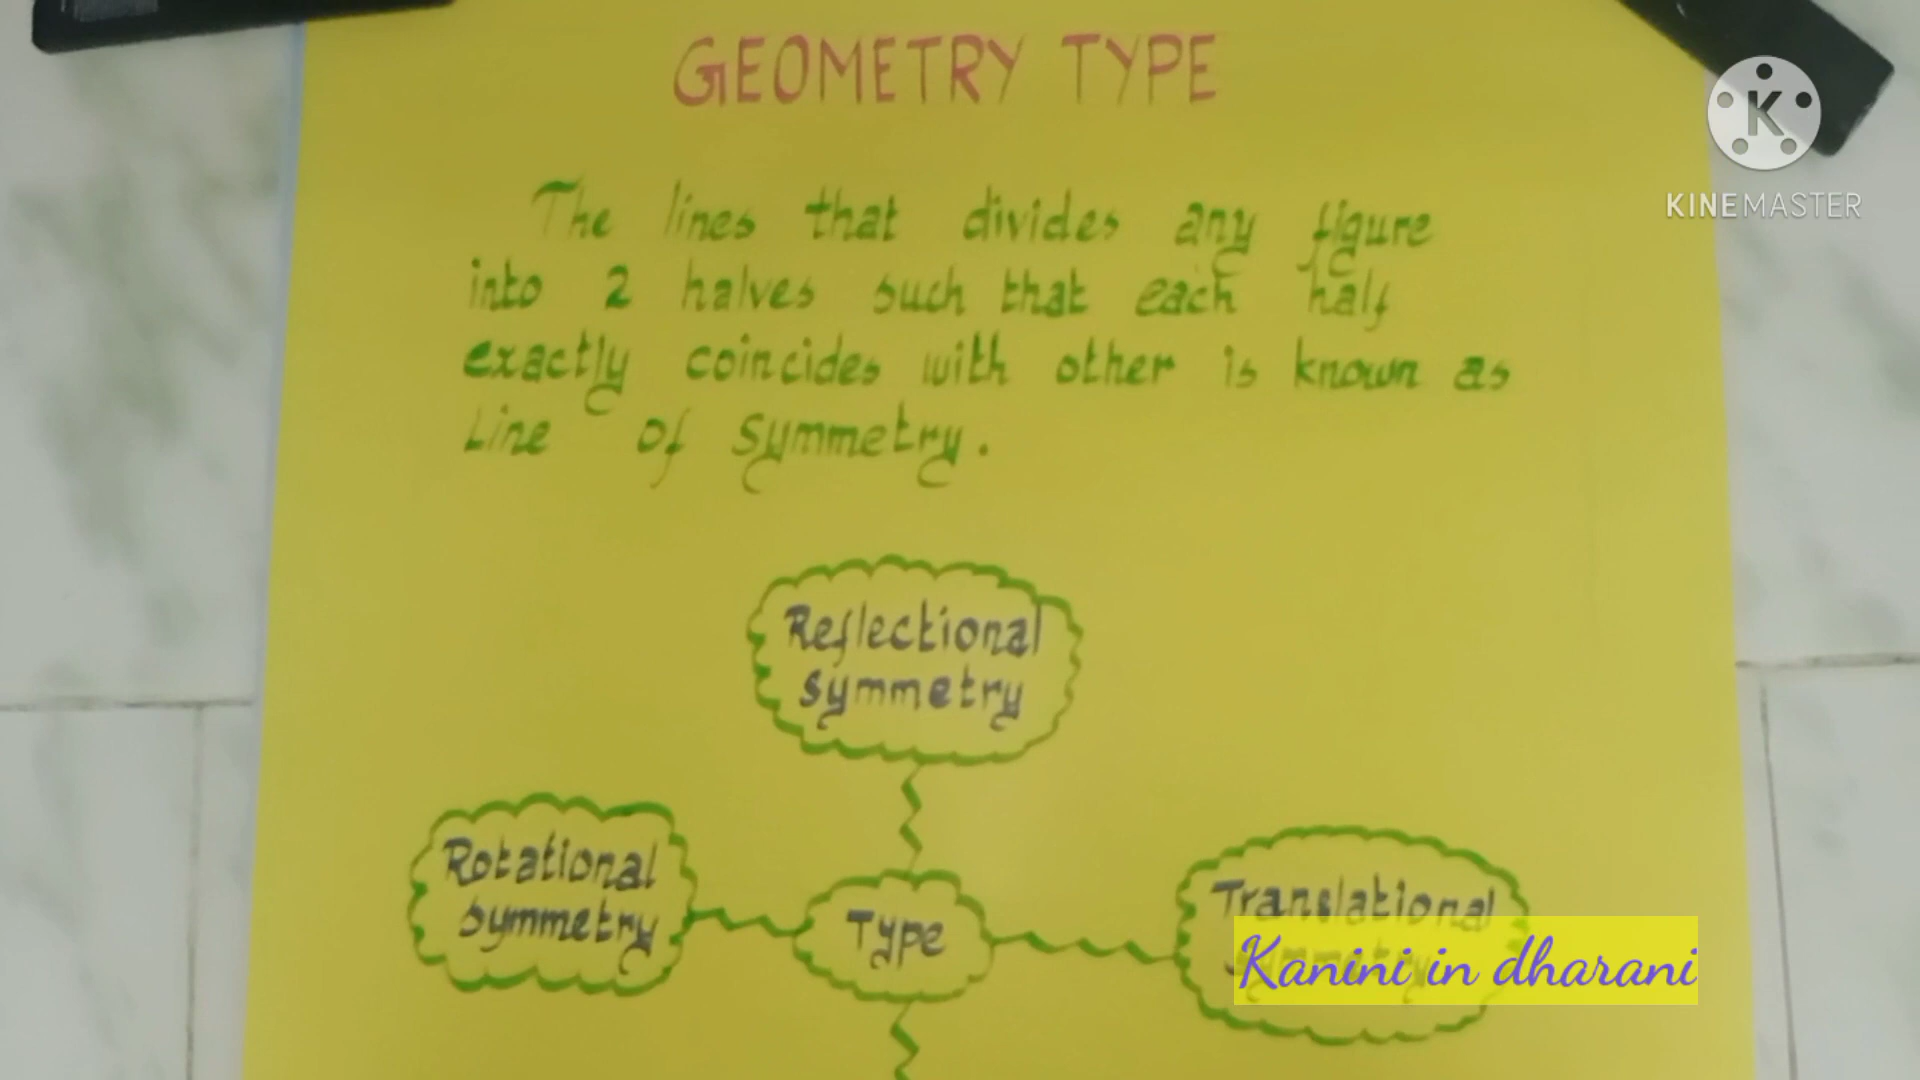 GEOMETRY TYPE
KINEMASTER
The lines that divides any figure
into 2 halves such that each half
exactly coincides with other is known as
Line of symmetry.
Reflectional
symmetry
Rotational
symmetry
Type
Translational
symmetry
Kanini in dharani